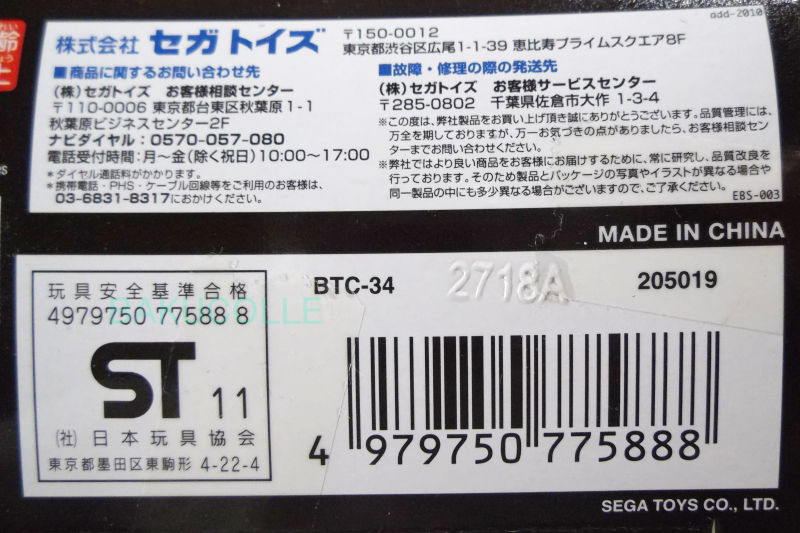 齢
add-2010
株式会社 セガトイズ
〒150-0012
東京都渋谷区広尾1-1-39 恵比寿プライムスクエア8F
■商品に関するお問い合わせ先
(株)セガトイズ お客様相談センター
〒110-0006 東京都台東区秋葉原1-1
秋葉原ビジネスセンター2F
ナビダイヤル:0570-057-080
電話受付時間:月〜金(除く祝日)10:00〜17:00
*ダイヤル通話料がかかります。
*携帯電話・PHS・ケーブル回線等をご利用のお客様は、
03-6831-8317におかけください。
■故障・修理の際の発送先
(株)セガトイズ お客様サービスセンター
〒285-0802 千葉県佐倉市大作 1-3-4
※この度は、弊社製品をお買い上げ頂き誠にありがとうございます。品質管理には、
万全を期しておりますが、万一お気づきの点がありましたら、お客様相談セン
ターまでお問い合わせください。
※弊社ではより良い商品をお客様にお届けするために、常に研究し、品質改良を
行っております。そのため製品とパッケージの写真やイラストが異なる場合や
同一製品の中にも多少異なる場合がございますので、ご了承ください。
EBS-003
MADE IN CHINA
玩具安全基準合格
4979750 77588 8
BAKUCOLLE
ST 11
(社)日本玩具協会
東京都墨田区東駒形 4-22-4
BTC-34
2718A
205019
4 979750 775888
SEGA TOYS CO., LTD.